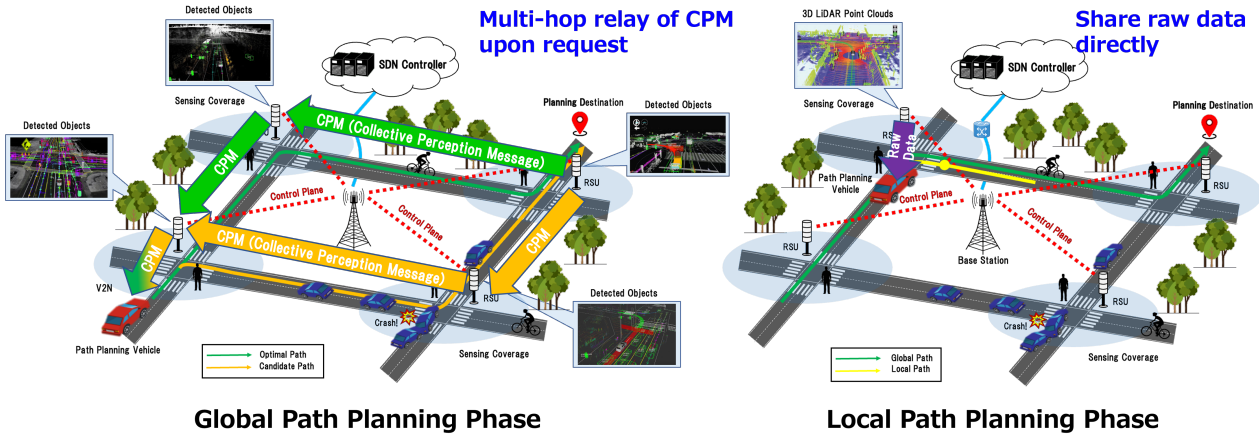 Multi-hop relay of CPM
upon request
Detected Objects
SDN Controller
Sensing Coverage
Planning Destination
Detected Objects
Detected Objects
CPM (Collective Perception Message)
CPM
RSU
Control Plane
Control Plane
CPM
CPM (Collective Perception Message)
CPM
V2N
RSU
Detected Objects
Crash!
Path Planning Vehicle
Sensing Coverage
Optimal Path
Candidate Path
Global Path Planning Phase
Share raw data
directly
3D LiDAR Point Clouds
SDN Controller
Sensing Coverage
Planning Destination
RSU
Raw
Data
Path Planning
Vehicle
RSU
Control Plane
Control Plane
RSU
Base Station
RSU
Crash!
Sensing Coverage
Global Path
Local Path
Local Path Planning Phase